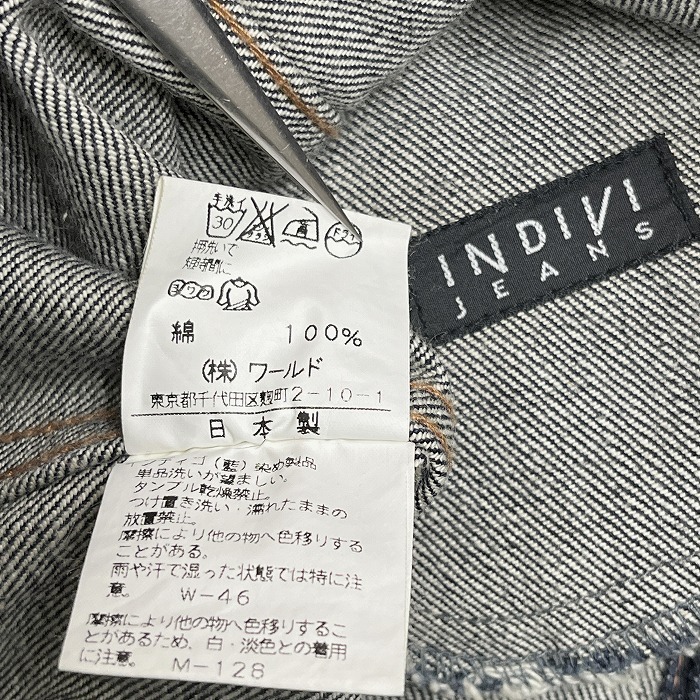 手洗イ
30
押洗いで
短時間に
ヨワク
綿 100%
(株)ワールド
東京都千代田区麹町2-10-1
日本製
インディゴ(藍)染め製品
単品洗いが望ましい。
タンブル乾燥禁止。
つけ置き洗い・濡れたままの
放置禁止。
摩擦により他の物へ色移りする
ことがある。
雨や汗で湿った状態では特に注
意。 W-46
摩擦により他の物へ色移りするこ
とがあるため、白・淡色との着用
に注意。 M-128
INDIVI
JEANS